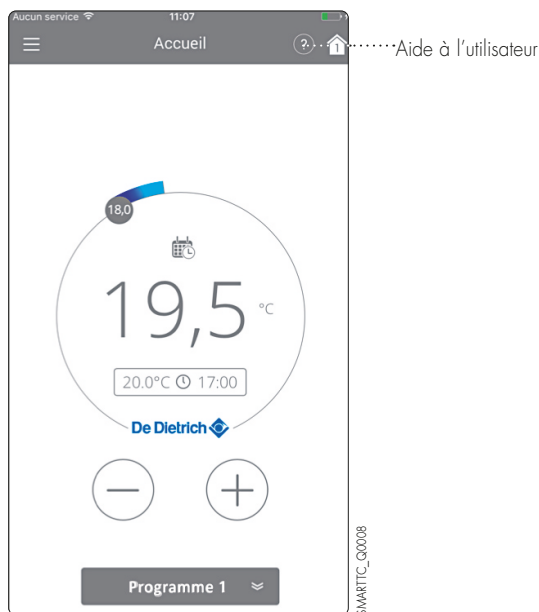 Aucun service 11:07
Accueil ? 1
Aide à l'utilisateur
18,0
19,5 °C
20.0°C 17:00
De Dietrich
Programme 1
SMARTTC_Q0008